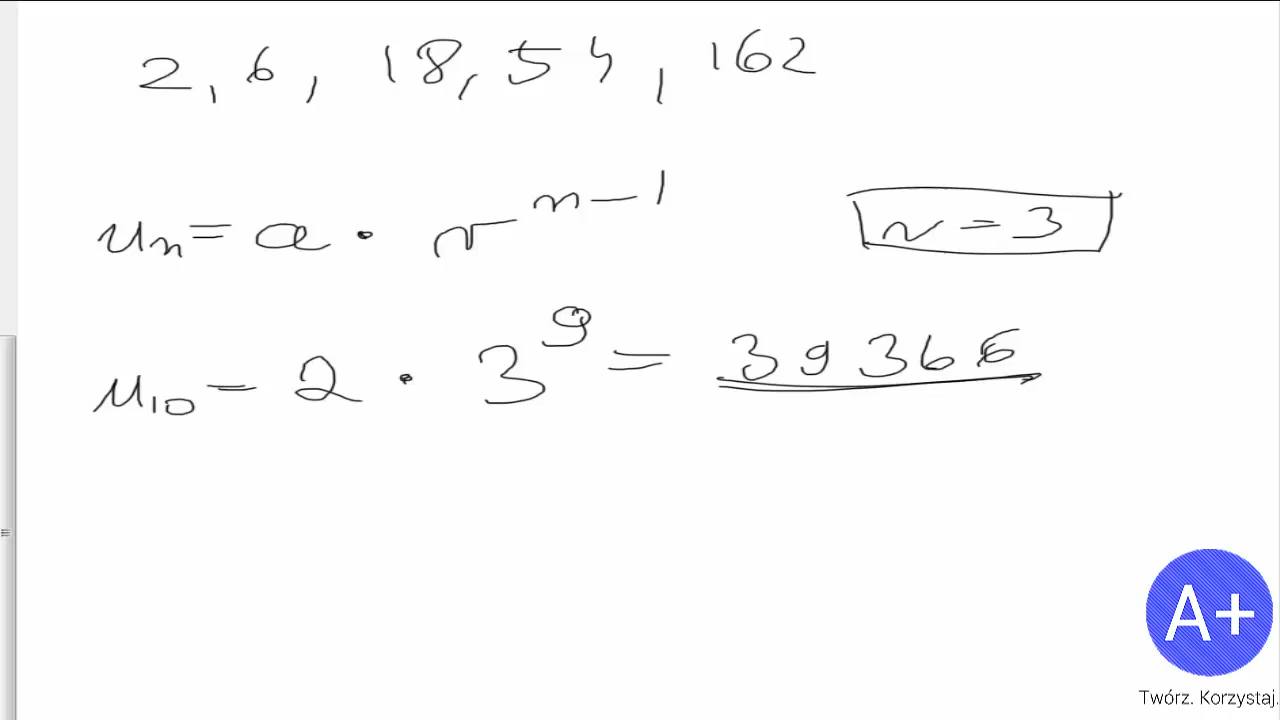 2, 6, 18, 54, 162
un = a · r^n-1
r = 3
u10 = 2 · 3^9 = 39366
A+
Twórz. Korzystaj.